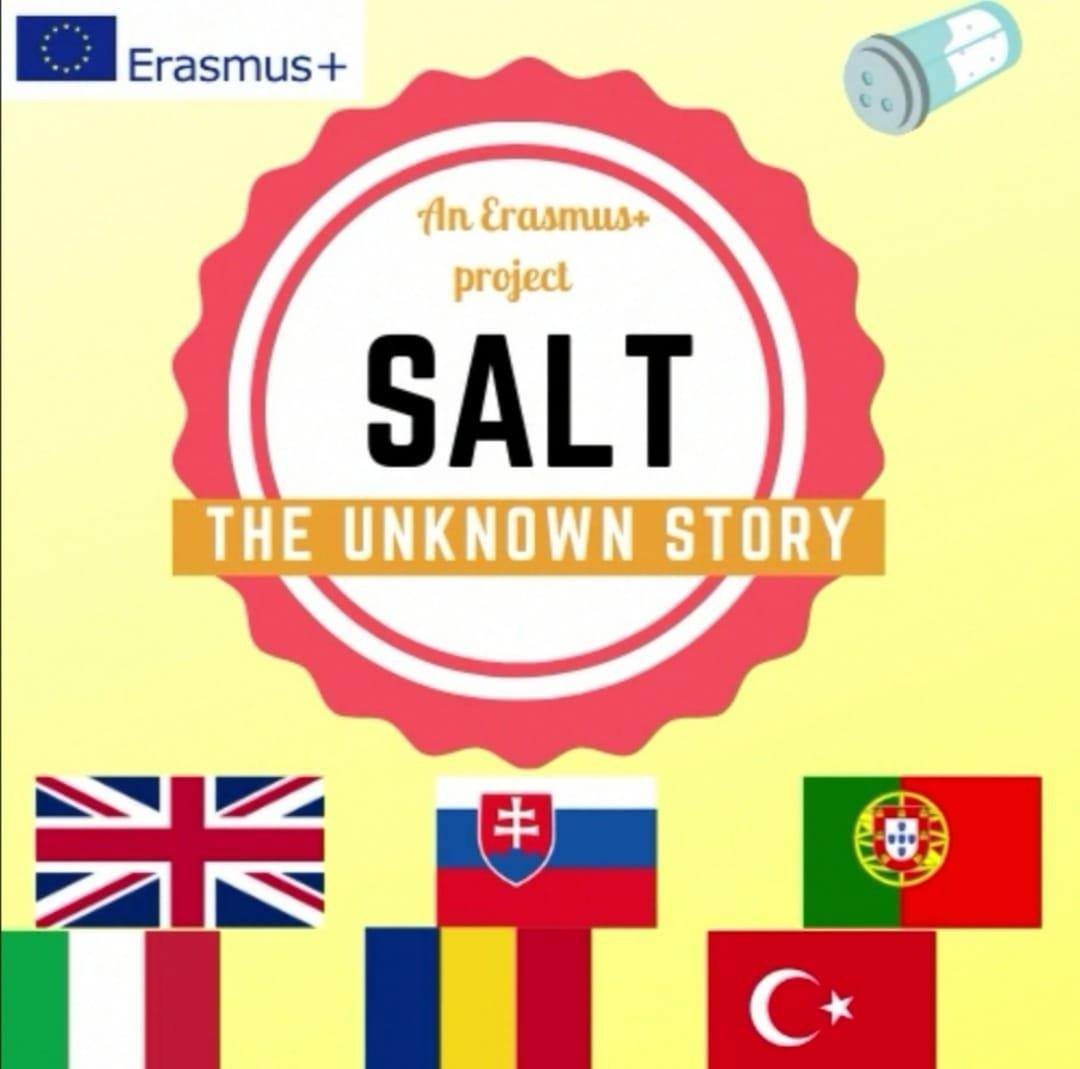 Erasmus+
An Erasmus+
project
SALT
THE UNKNOWN STORY